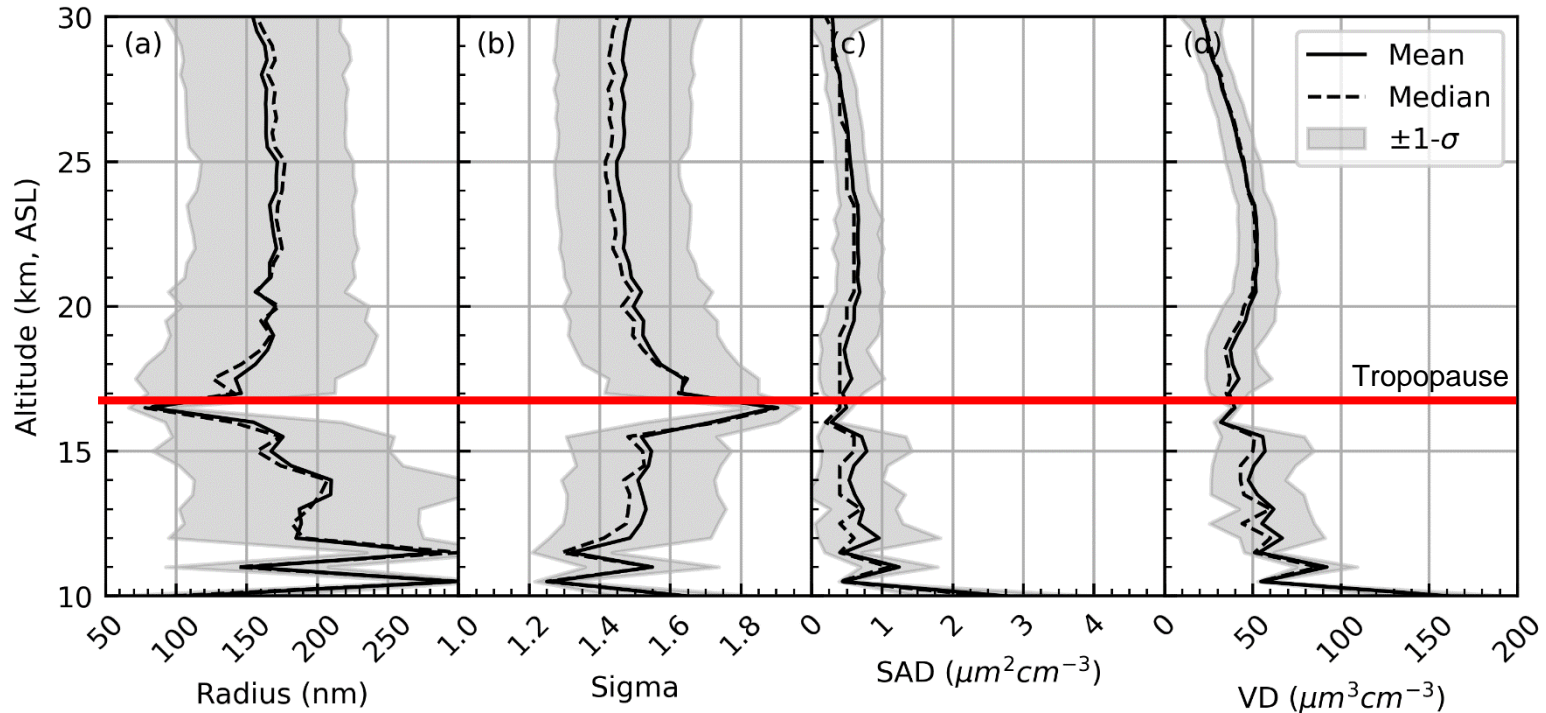 (a)
(b)
(c)
(d)
Mean
Median
±1-σ
Altitude (km, ASL)
30
25
20
15
10
Tropopause
50
100
150
200
250
1.0
1.2
1.4
1.6
1.8
0
1
2
3
4
0
50
100
150
200
Radius (nm)
Sigma
SAD (μm²cm⁻³)
VD (μm³cm⁻³)